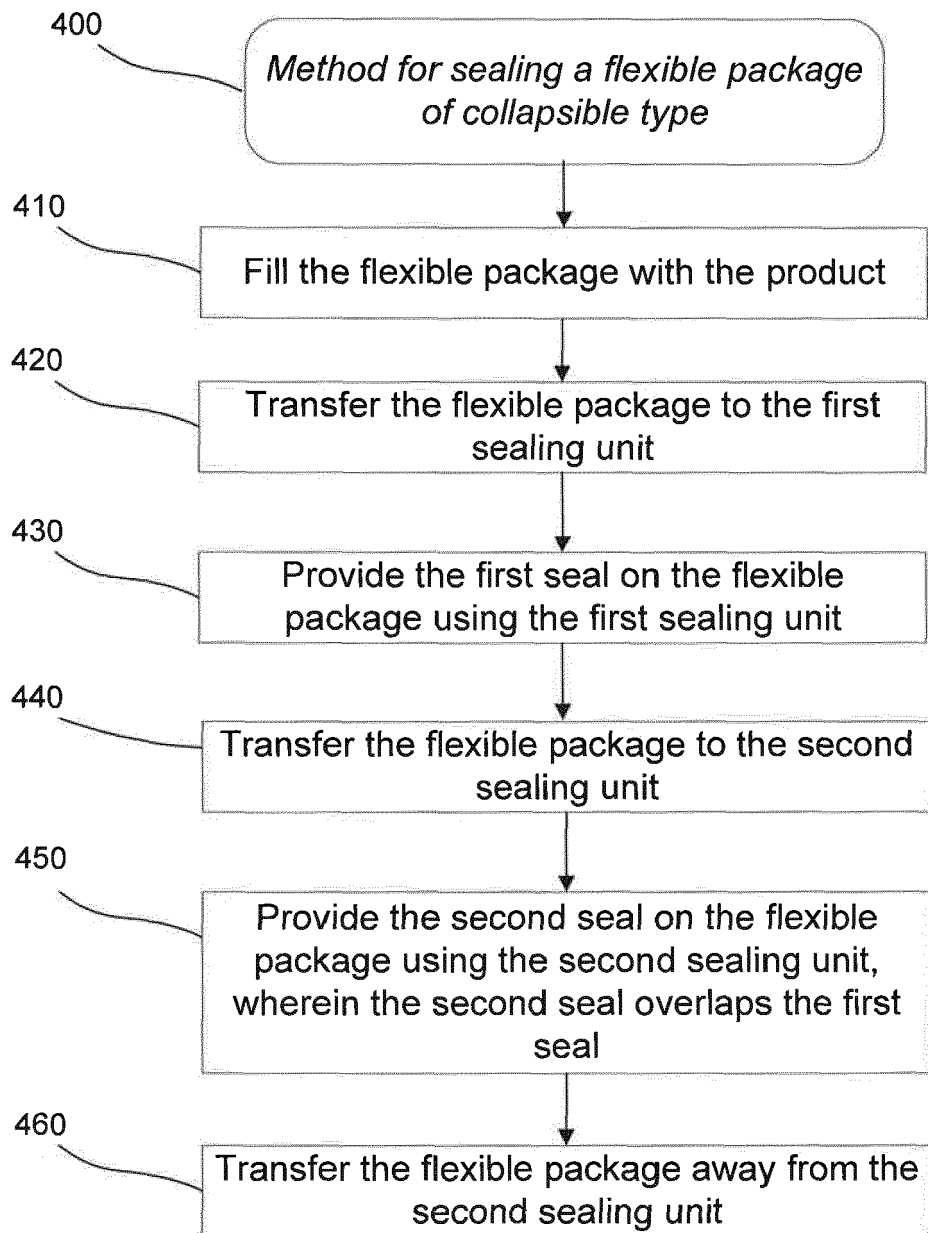 400
Method for sealing a flexible package
of collapsible type
410
Fill the flexible package with the product
420
Transfer the flexible package to the first
sealing unit
430
Provide the first seal on the flexible
package using the first sealing unit
440
Transfer the flexible package to the second
sealing unit
450
Provide the second seal on the flexible
package using the second sealing unit,
wherein the second seal overlaps the first
seal
460
Transfer the flexible package away from the
second sealing unit